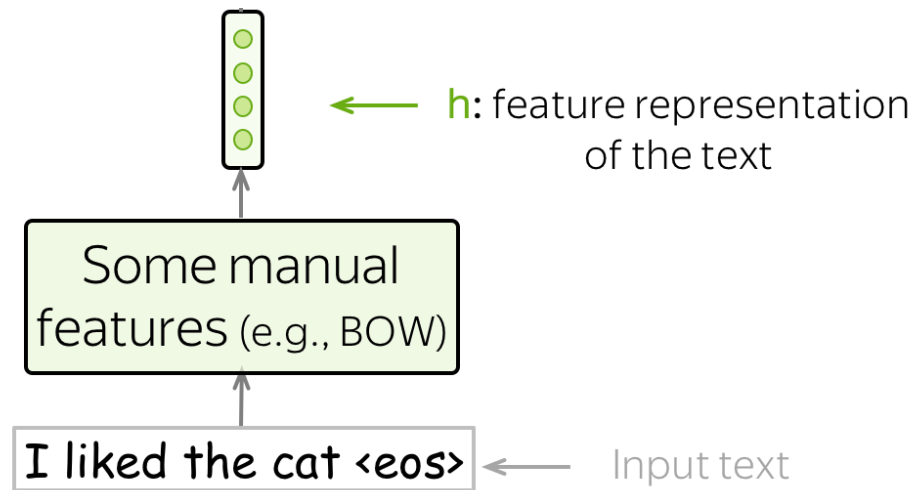 h: feature representation
of the text
Some manual
features (e.g., BOW)
I liked the cat <eos>
Input text